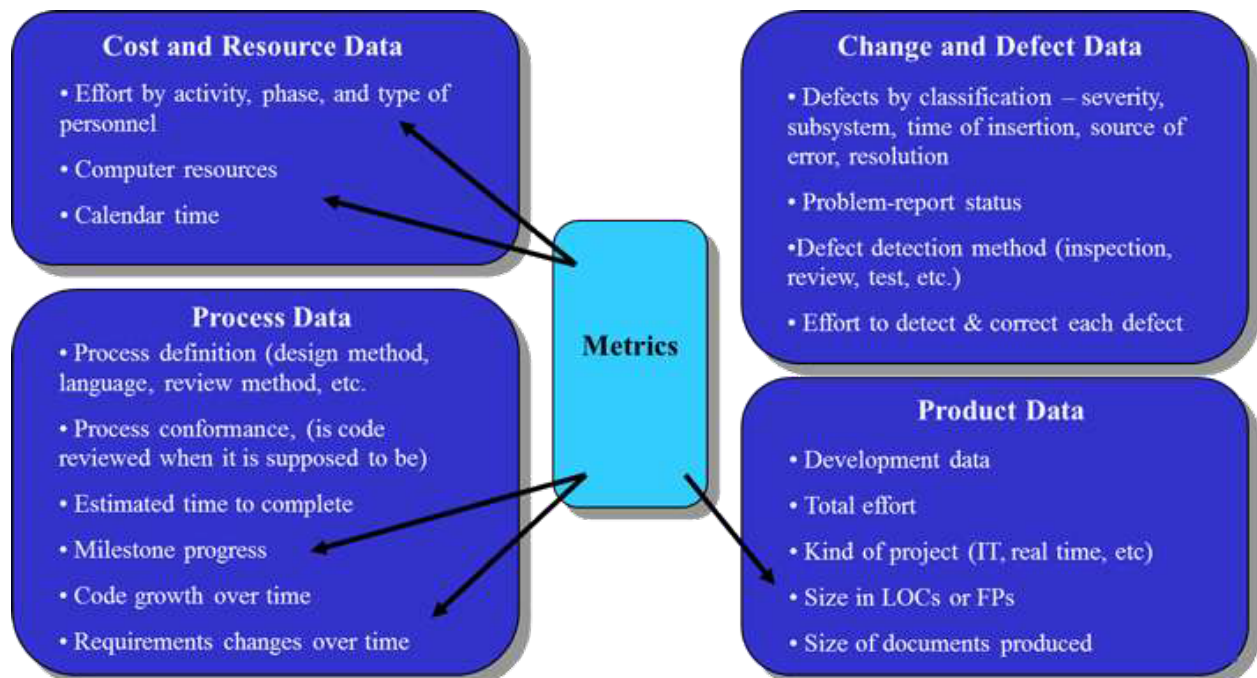 Cost and Resource Data
• Effort by activity, phase, and type of
personnel
• Computer resources
• Calendar time
Process Data
• Process definition (design method,
language, review method, etc.
• Process conformance, (is code
reviewed when it is supposed to be)
• Estimated time to complete
• Milestone progress
• Code growth over time
• Requirements changes over time
Metrics
Change and Defect Data
• Defects by classification – severity,
subsystem, time of insertion, source of
error, resolution
• Problem-report status
•Defect detection method (inspection,
review, test, etc.)
• Effort to detect & correct each defect
Product Data
• Development data
• Total effort
• Kind of project (IT, real time, etc)
• Size in LOCs or FPs
• Size of documents produced